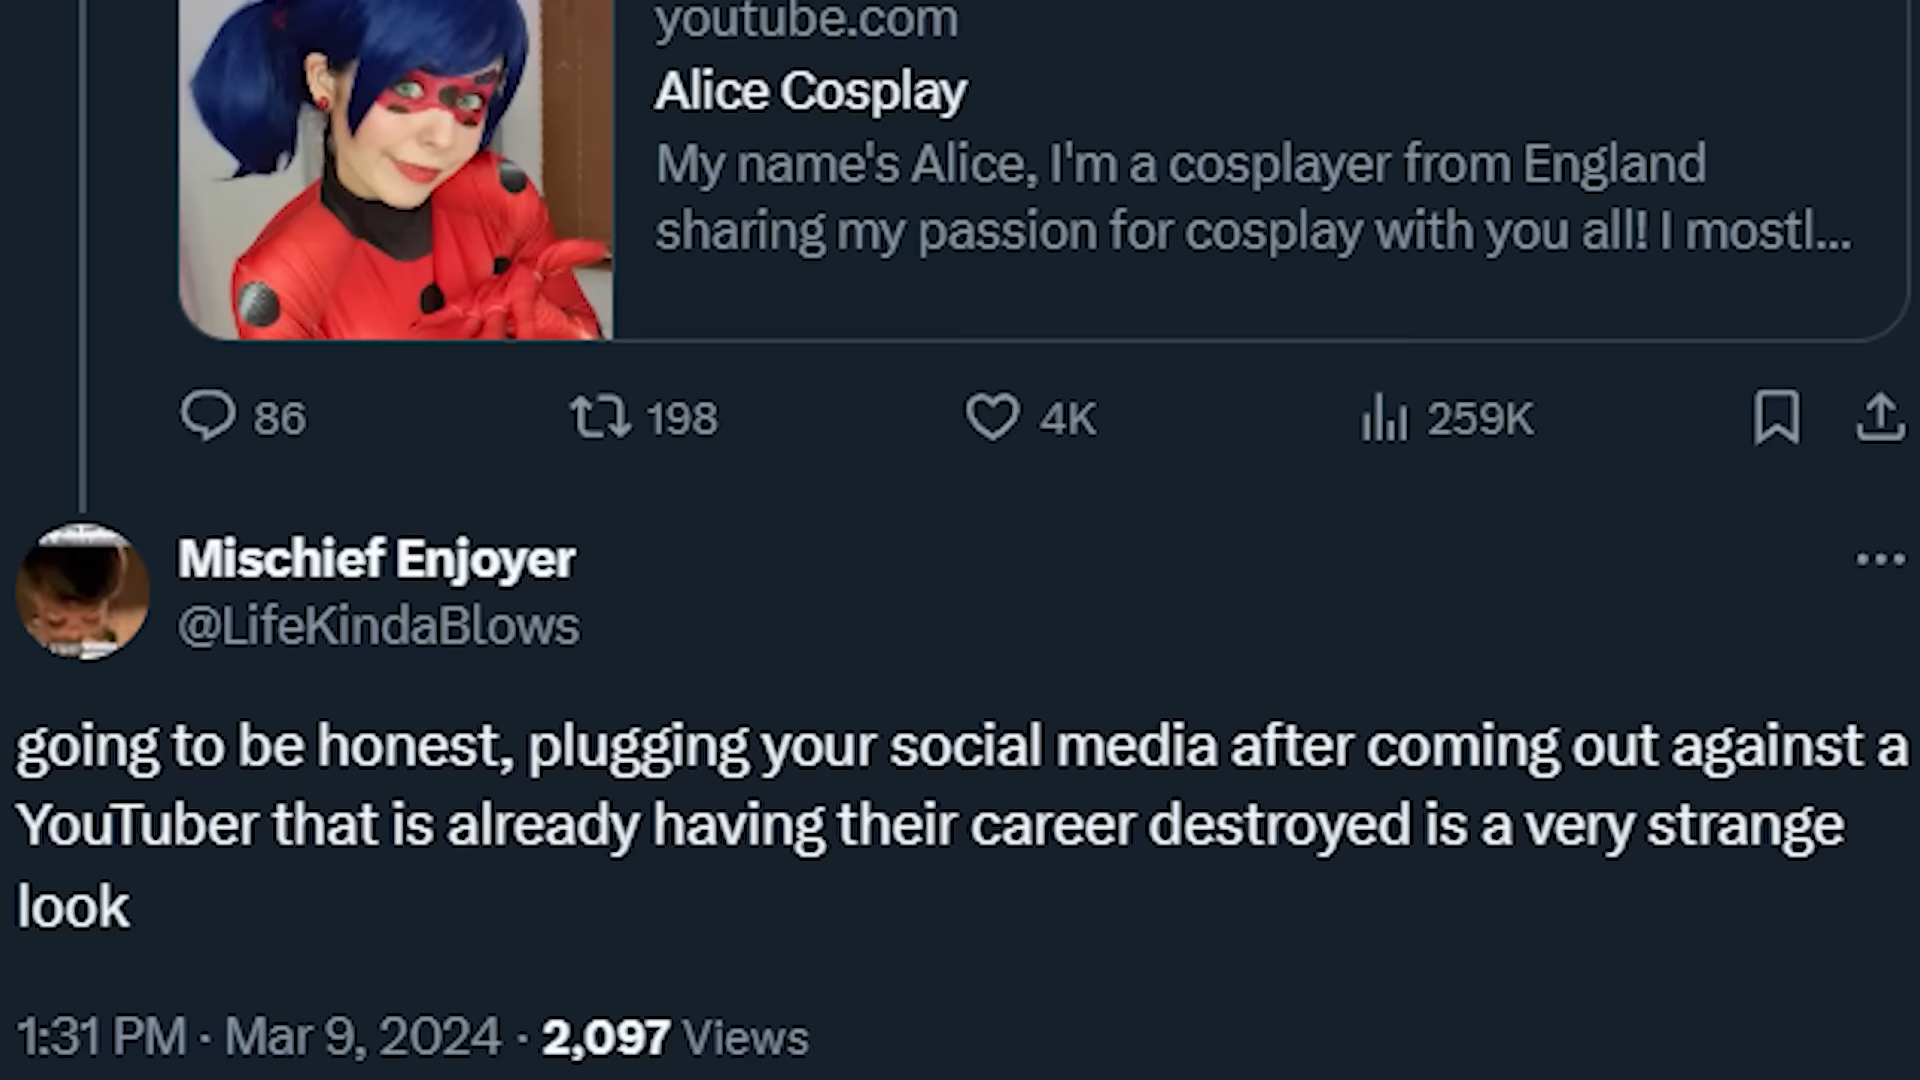 youtube.com
Alice Cosplay
My name's Alice, I'm a cosplayer from England
sharing my passion for cosplay with you all! I mostl...
86 198 4K 259K
Mischief Enjoyer
@LifeKindaBlows
going to be honest, plugging your social media after coming out against a
YouTuber that is already having their career destroyed is a very strange
look
1:31 PM · Mar 9, 2024 · 2,097 Views